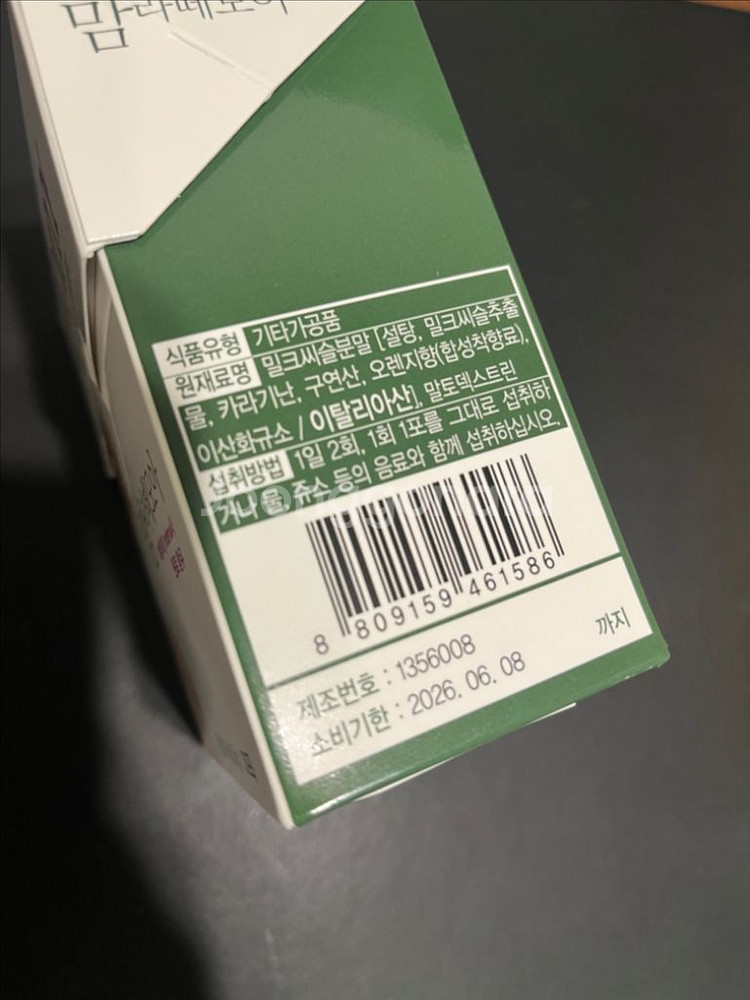 맘라떼모아
식품유형 기타가공품
원재료명 밀크씨슬분말 [설탕, 밀크씨슬추출
물, 카라기난, 구연산, 오렌지향(합성착향료),
이산화규소 / 이탈리아산], 말토덱스트린
섭취방법 1일 2회, 1회 1포를 그대로 섭취하
거나 물, 쥬스 등의 음료와 함께 섭취하십시오.
8 809159 461586
제조번호 : 1356008
소비기한 : 2026. 06. 08 까지